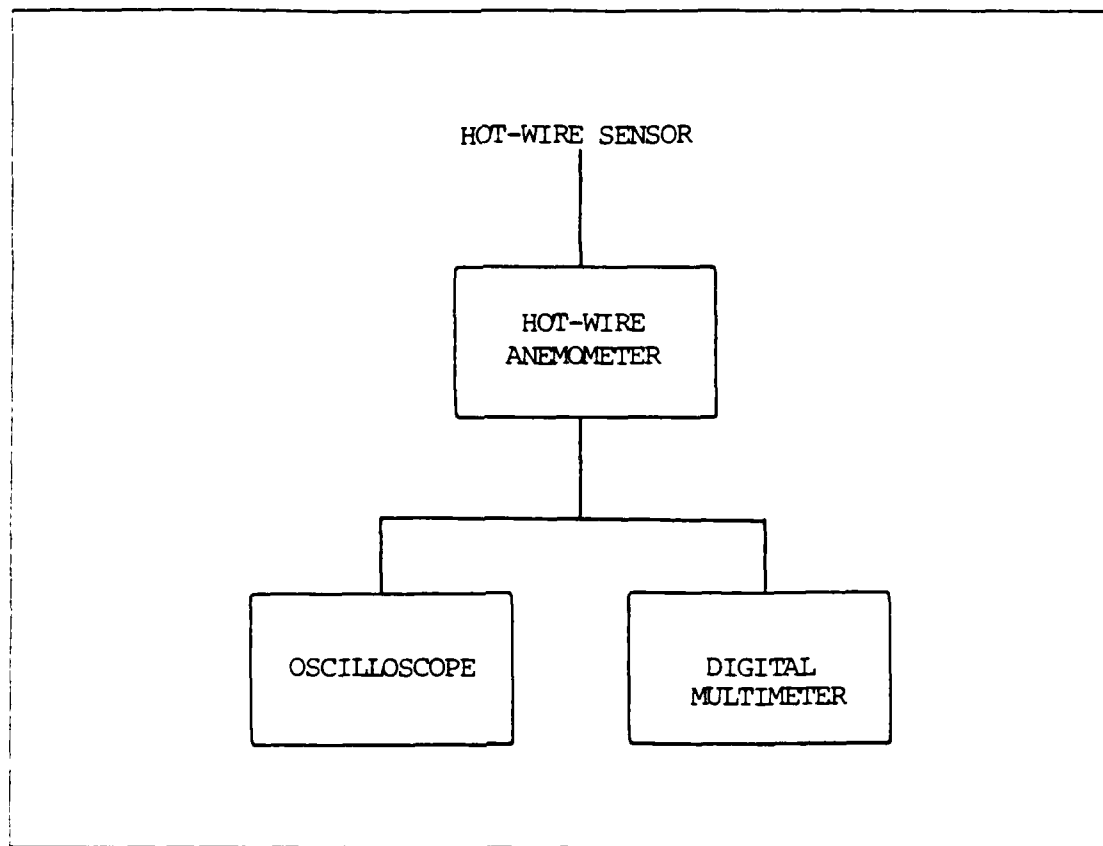 HOT-WIRE SENSOR
HOT-WIRE
ANEMOMETER
OSCILLOSCOPE
DIGITAL
MULTIMETER